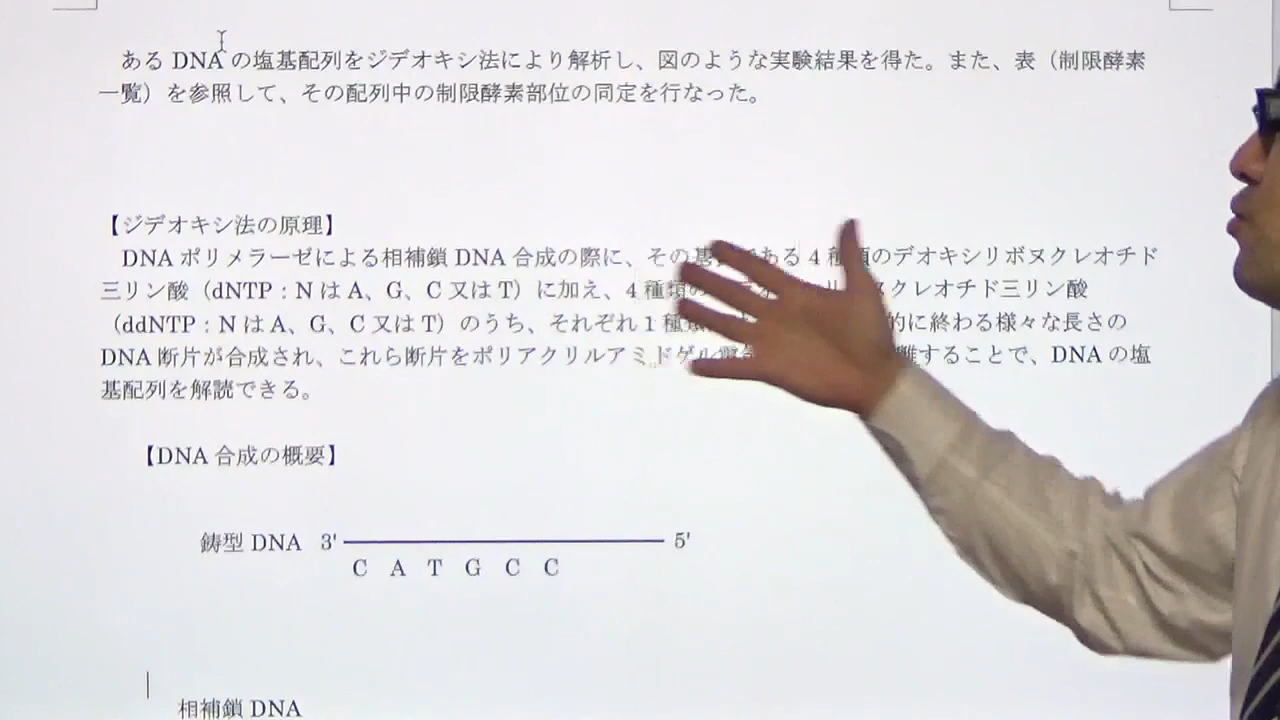 ある DNA の塩基配列をジデオキシ法により解析し、図のような実験結果を得た。また、表（制限酵素
一覧）を参照して、その配列中の制限酵素部位の同定を行なった。
【ジデオキシ法の原理】
DNA ポリメラーゼによる相補鎖 DNA 合成の際に、その基 である 4 種類のデオキシリボヌクレオチド
三リン酸（dNTP：N は A、G、C 又は T）に加え、4 種類の ヌクレオチド三リン酸
（ddNTP：N は A、G、C 又は T）のうち、それぞれ 1 種類 的に終わる様々な長さの
DNA 断片が合成され、これら断片をポリアクリルアミドゲル 離することで、DNA の塩
基配列を解読できる。
【DNA 合成の概要】
鋳型 DNA 3' 5'
C A T G C C
相補鎖 DNA